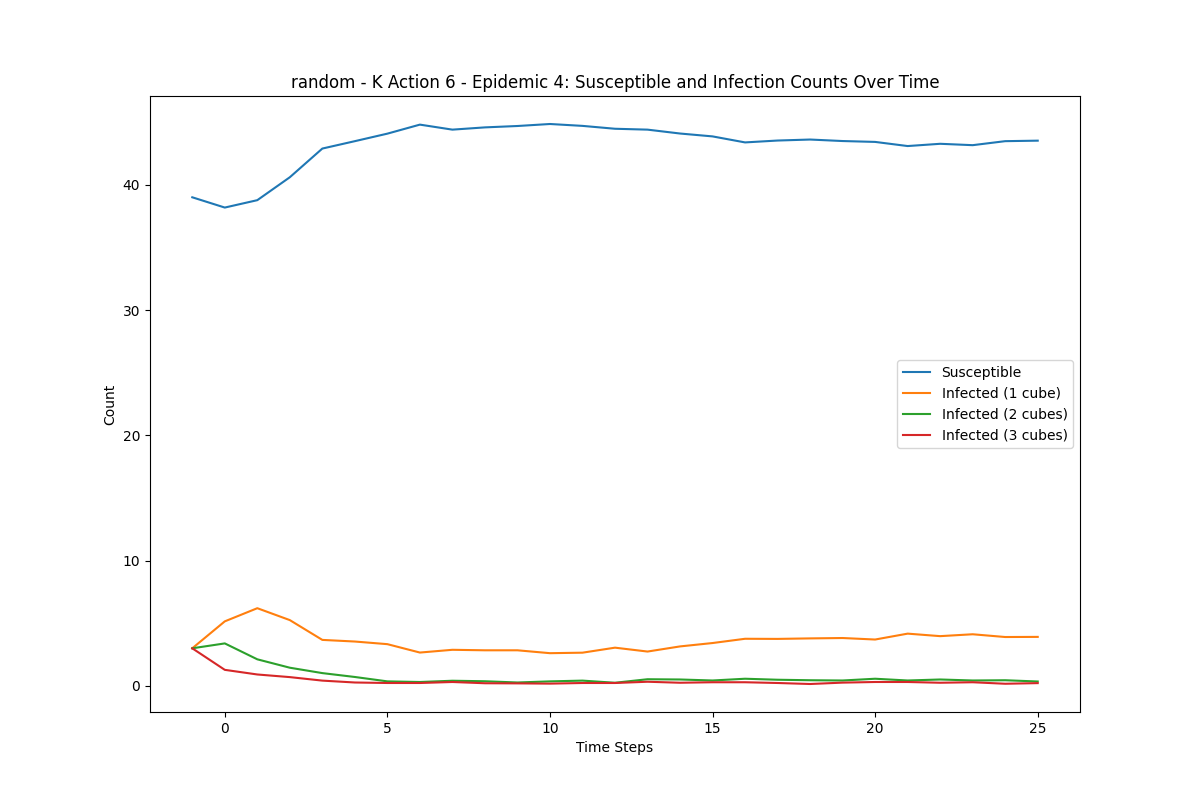 random - K Action 6 - Epidemic 4: Susceptible and Infection Counts Over Time
Count
40
30
20
10
0
Susceptible
Infected (1 cube)
Infected (2 cubes)
Infected (3 cubes)
0 5 10 15 20 25
Time Steps